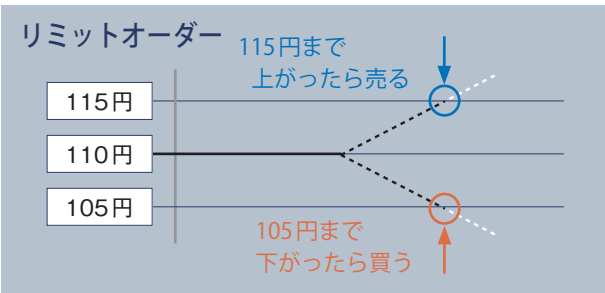 リミットオーダー
115円まで
上がったら売る
115円
110円
105円
105円まで
下がったら買う